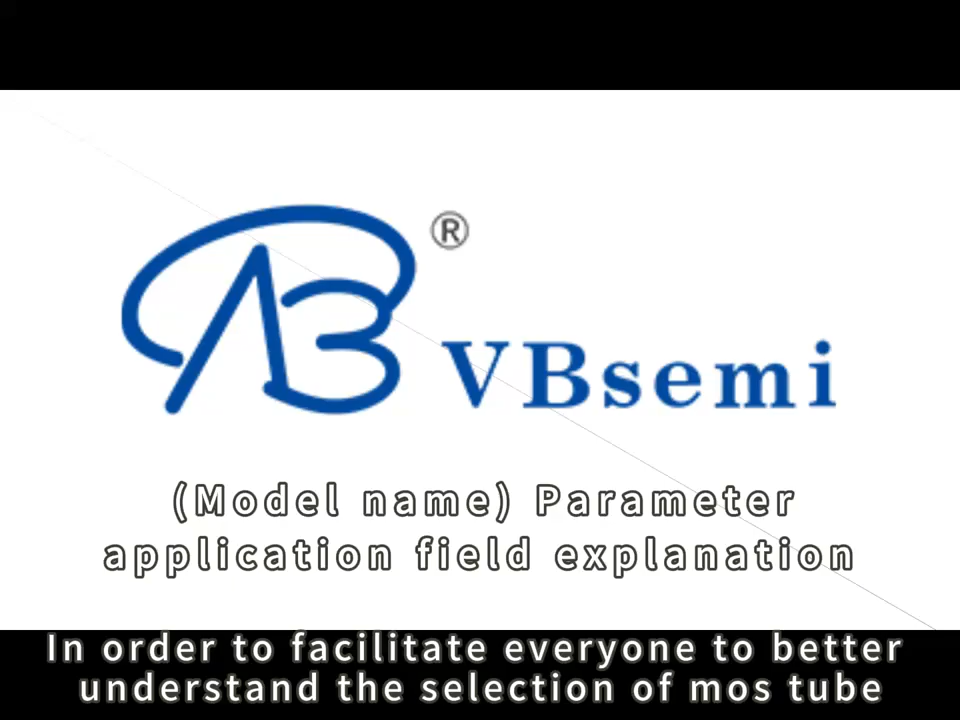 ®
VBsemi
(Model name) Parameter
application field explanation
In order to facilitate everyone to better
understand the selection of mos tube